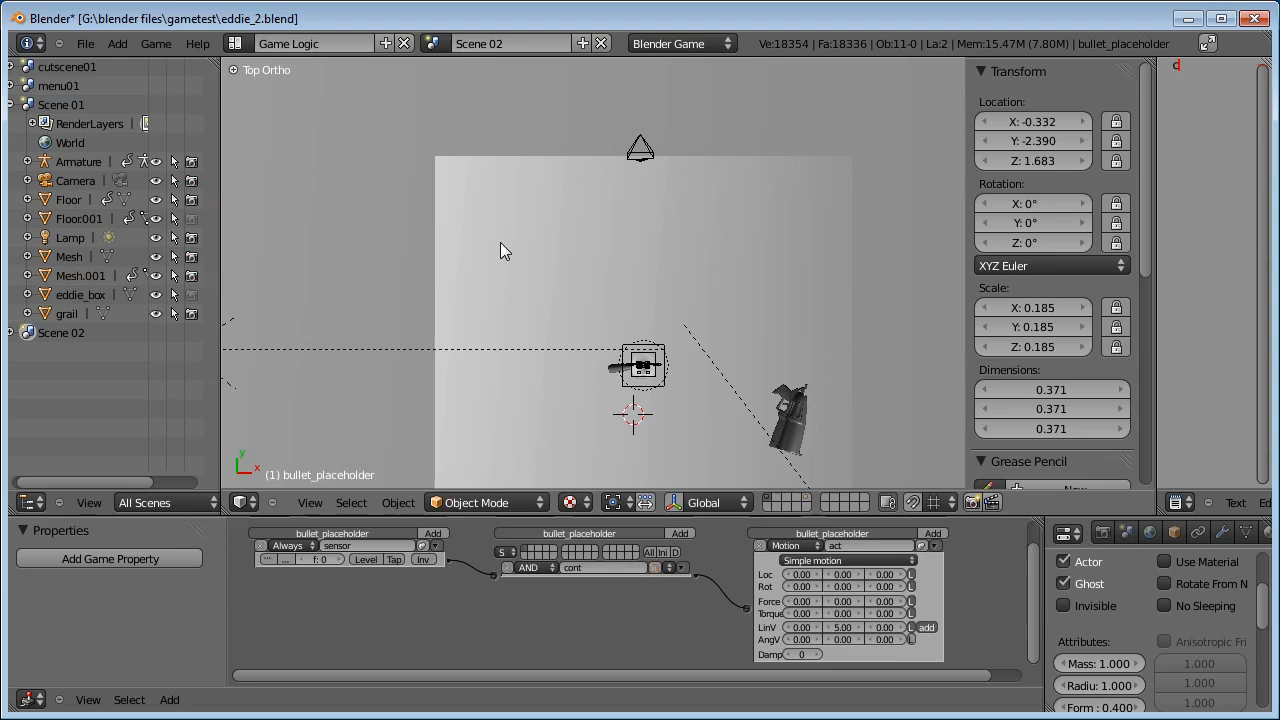 Blender* [G:\blender files\gametest\eddie_2.blend]
File Add Game Help Game Logic Scene 02 Blender Game Ve:18354 | Fa:18336 | Ob:11-0 | La:2 | Mem:15.47M (7.80M) | bullet_placeholder
cutscene01
menu01
Scene 01
RenderLayers |
World
Armature |
Camera |
Floor |
Floor.001 |
Lamp |
Mesh |
Mesh.001 |
eddie_box |
grail |
Scene 02
Top Ortho
y
x
(1) bullet_placeholder
Transform
Location:
X: -0.332
Y: -2.390
Z: 1.683
Rotation:
X: 0°
Y: 0°
Z: 0°
XYZ Euler
Scale:
X: 0.185
Y: 0.185
Z: 0.185
Dimensions:
0.371
0.371
0.371
Grease Pencil
New
c
View All Scenes
View Select Object Object Mode Global
Text Ed
Properties
Add Game Property
bullet_placeholder Add
Always sensor
f: 0 Level Tap Inv
bullet_placeholder Add
S All Ini D
AND cont
bullet_placeholder Add
Motion act
Simple motion
Loc 0.00 0.00 0.00 L
Rot 0.00 0.00 0.00 L
Force 0.00 0.00 0.00 L
Torque 0.00 0.00 0.00 L
LinV 0.00 5.00 0.00 L add
AngV 0.00 0.00 0.00 L
Damp 0
View Select Add
Actor Use Material
Ghost Rotate From N
Invisible No Sleeping
Attributes: Anisotropic Fri
Mass: 1.000 1.000
Radiu: 1.000 1.000
Form : 0.400 1.000